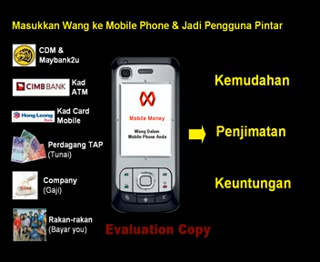 Masukkan Wang ke Mobile Phone & Jadi Pengguna Pintar
CDM &
Maybank2u
CIMB BANK
Kad
ATM
Hong Leong Bank
Kad Card
Mobile
Perdagang TAP
(Tunai)
Company
(Gaji)
Rakan-rakan
(Bayar you)
Mobile Money
Wang Dalam
Mobile Phone Anda
Kemudahan
Penjimatan
Keuntungan
Evaluation Copy